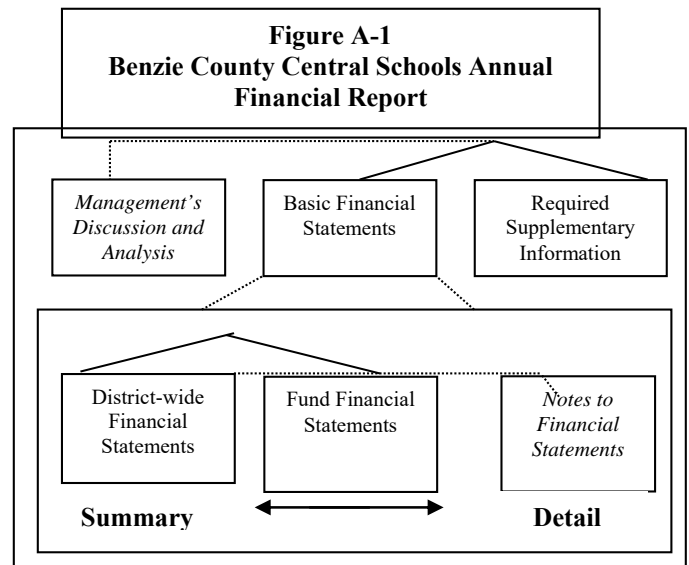 Figure A-1
Benzie County Central Schools Annual
Financial Report
Management's
Discussion and
Analysis
Basic Financial
Statements
Required
Supplementary
Information
District-wide
Financial
Statements
Fund Financial
Statements
Notes to
Financial
Statements
Summary
Detail